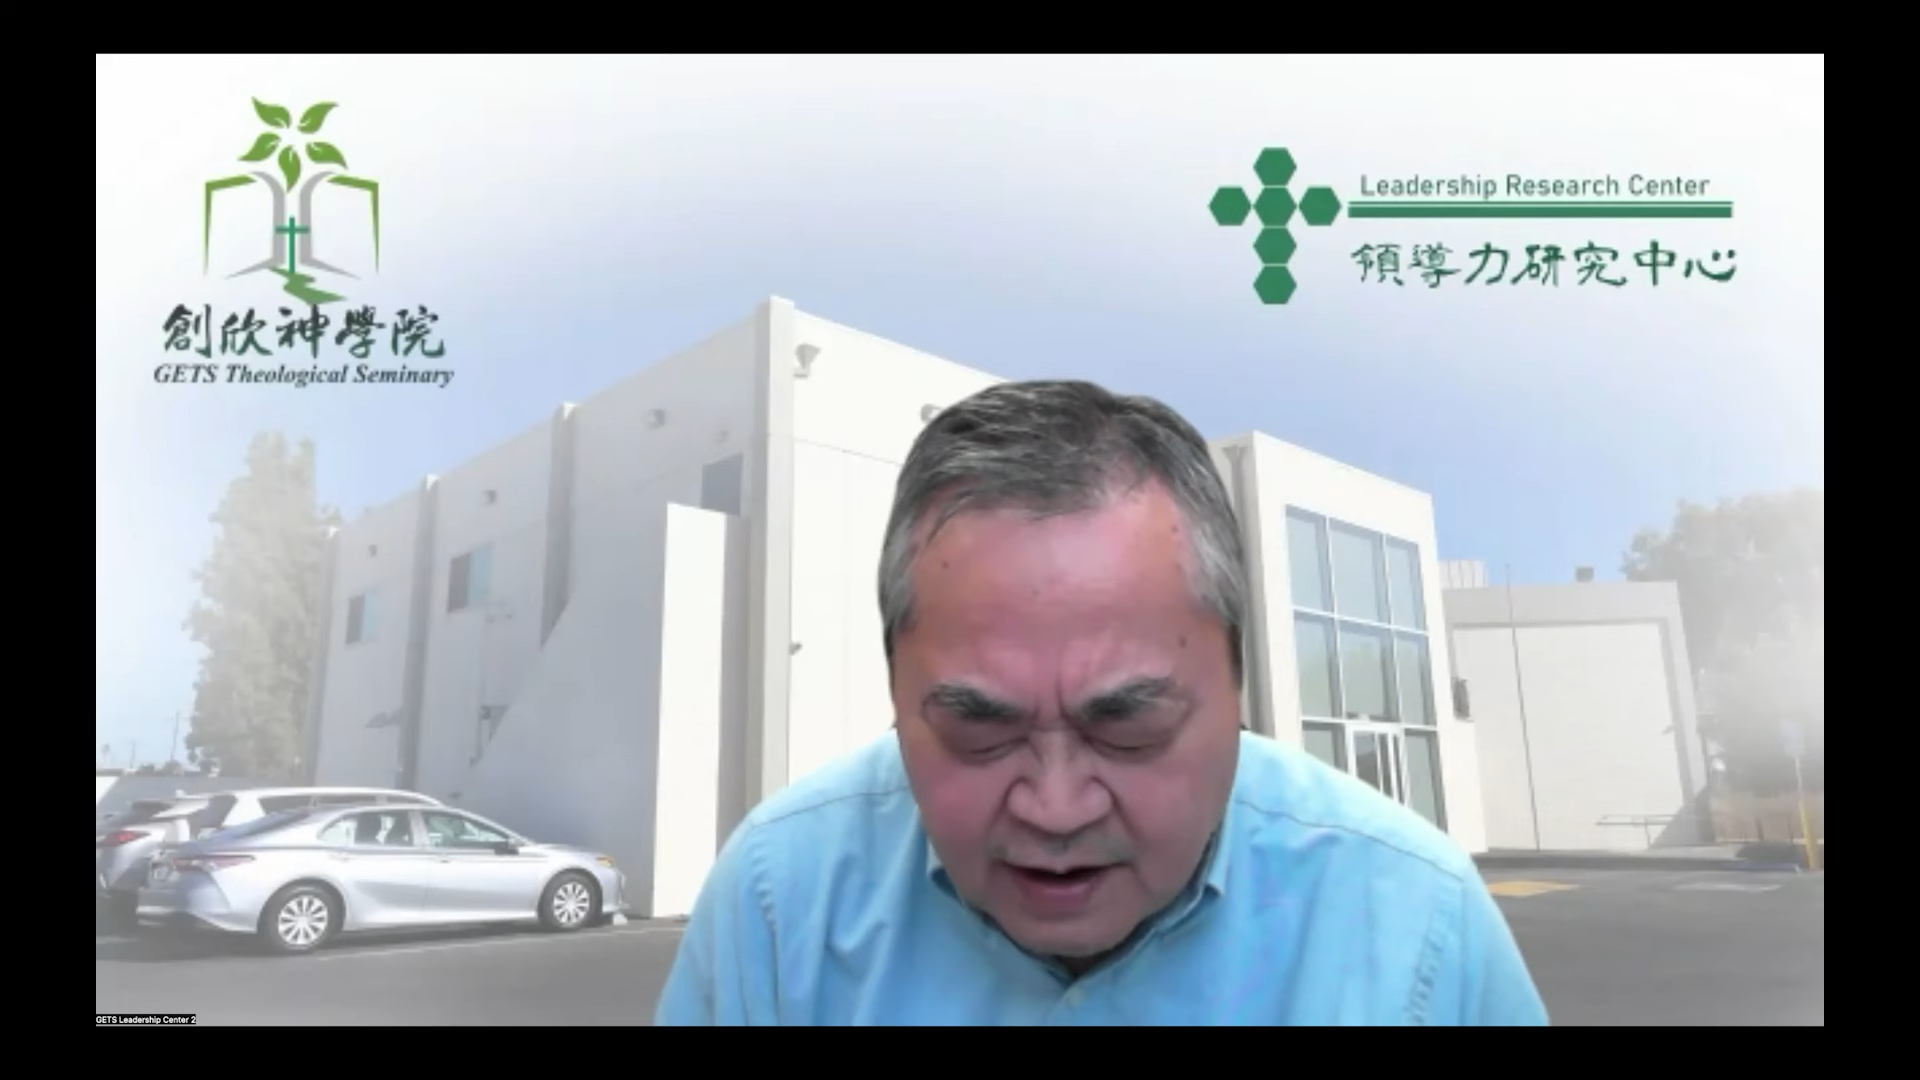 Leadership Research Center
領導力研究中心
創欣神學院
GETS Theological Seminary
GETS Leadership Center 2